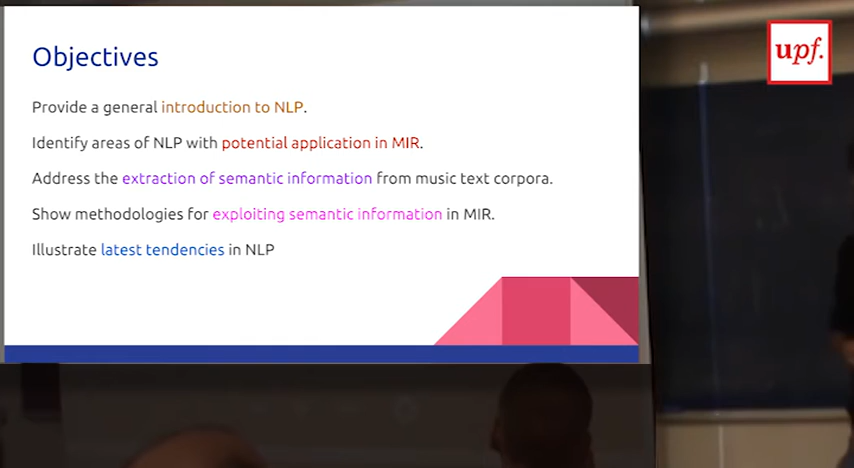 Objectives
upf.
Provide a general introduction to NLP.
Identify areas of NLP with potential application in MIR.
Address the extraction of semantic information from music text corpora.
Show methodologies for exploiting semantic information in MIR.
Illustrate latest tendencies in NLP